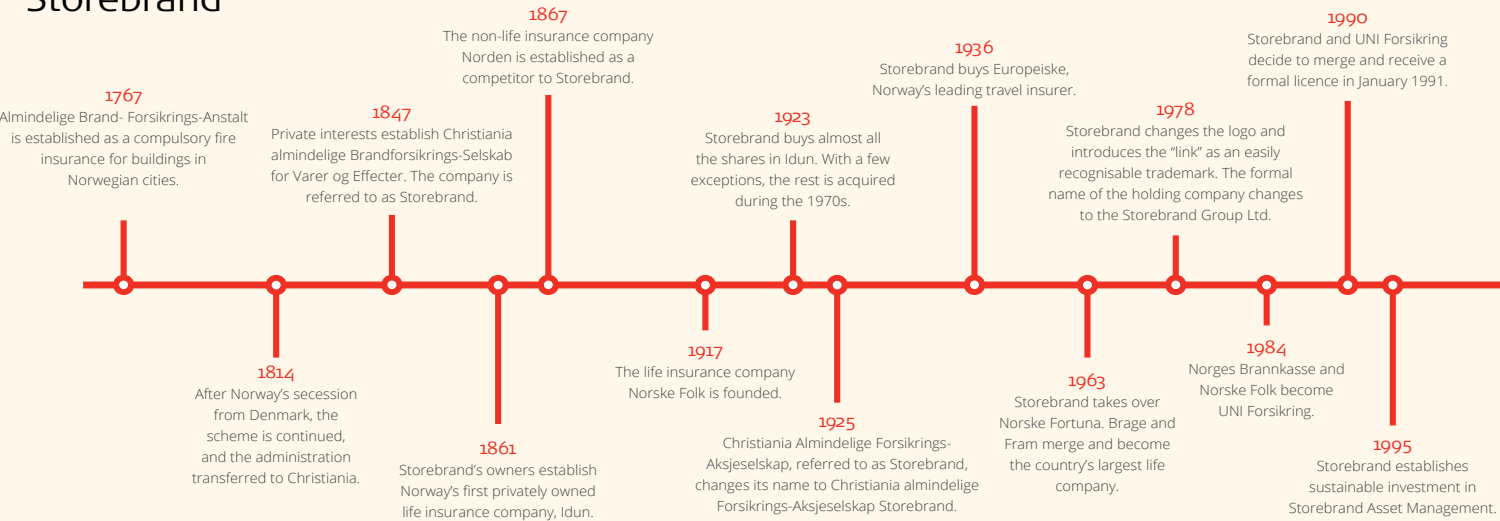 Storebrand
1767
Almindelige Brand- Forsikrings-Anstalt
is established as a compulsory fire
insurance for buildings in
Norwegian cities.
1814
After Norway’s secession
from Denmark, the
scheme is continued,
and the administration
transferred to Christiania.
1847
Private interests establish Christiania
almindelige Brandforsikrings-Selskab
for Varer og Effecter. The company is
referred to as Storebrand.
1861
Storebrand’s owners establish
Norway’s first privately owned
life insurance company, Idun.
1867
The non-life insurance company
Norden is established as a
competitor to Storebrand.
1917
The life insurance company
Norske Folk is founded.
1923
Storebrand buys almost all
the shares in Idun. With a few
exceptions, the rest is acquired
during the 1970s.
1925
Christiania Almindelige Forsikrings-
Aksjeselskap, referred to as Storebrand,
changes its name to Christiania almindelige
Forsikrings-Aksjeselskap Storebrand.
1936
Storebrand buys Europeiske,
Norway’s leading travel insurer.
1963
Storebrand takes over
Norske Fortuna. Brage and
Fram merge and become
the country’s largest life
company.
1978
Storebrand changes the logo and
introduces the “link” as an easily
recognisable trademark. The formal
name of the holding company changes
to the Storebrand Group Ltd.
1984
Norges Brannkasse and
Norske Folk become
UNI Forsikring.
1990
Storebrand and UNI Forsikring
decide to merge and receive a
formal licence in January 1991.
1995
Storebrand establishes
sustainable investment in
Storebrand Asset Management.